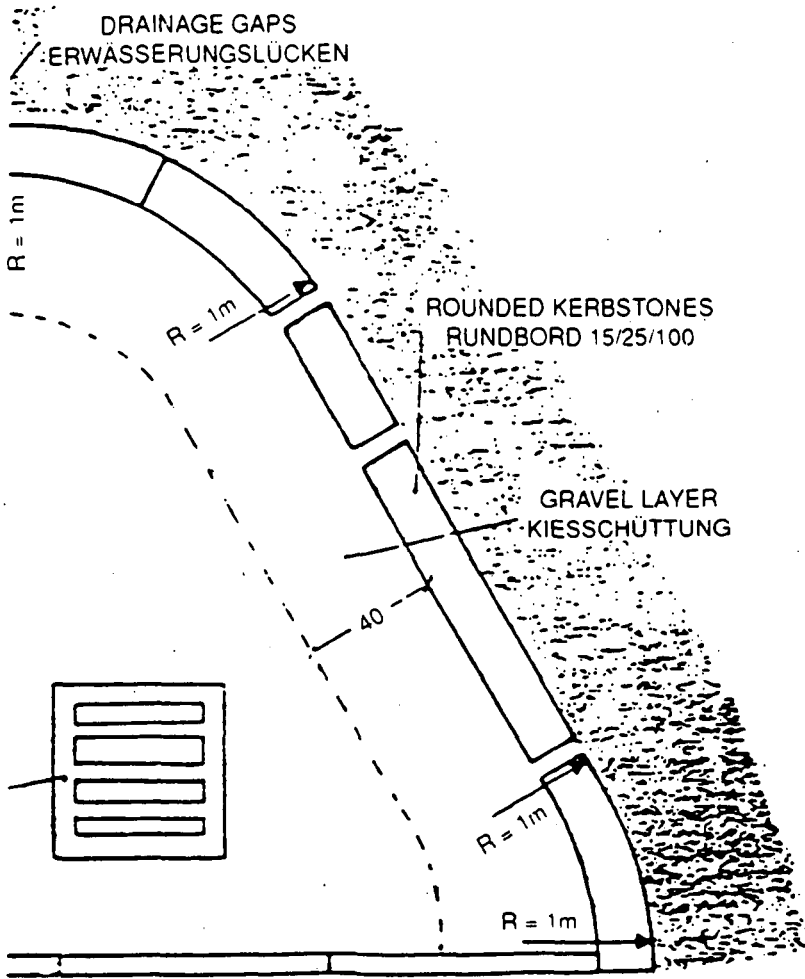 DRAINAGE GAPS
ERWÄSSERUNGSLÜCKEN
R = 1m
R = 1m
ROUNDED KERBSTONES
RUNDBORD 15/25/100
GRAVEL LAYER
KIESSCHÜTTUNG
40
R = 1m
R = 1m